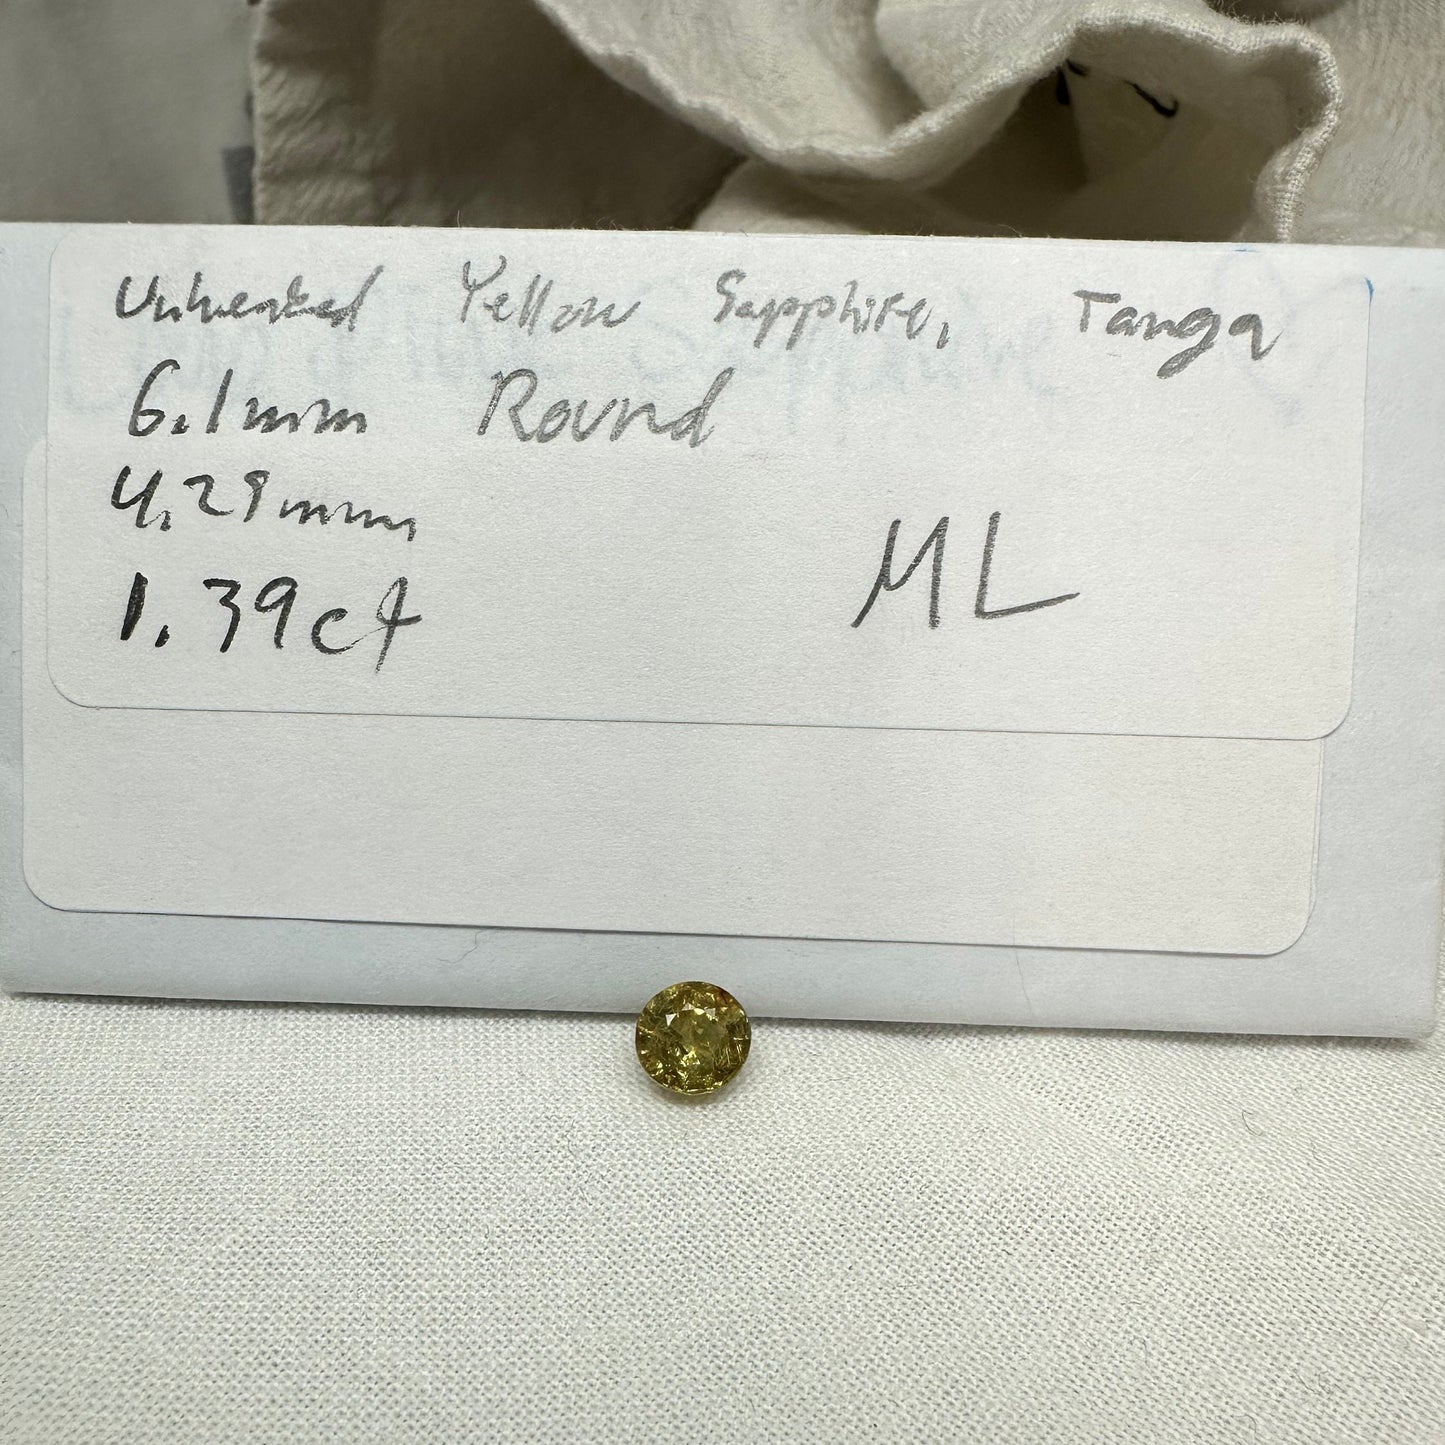 Unheated Yellow Sapphire, Tanga
6.1mm Round
4.29mm
1.39ct
ML